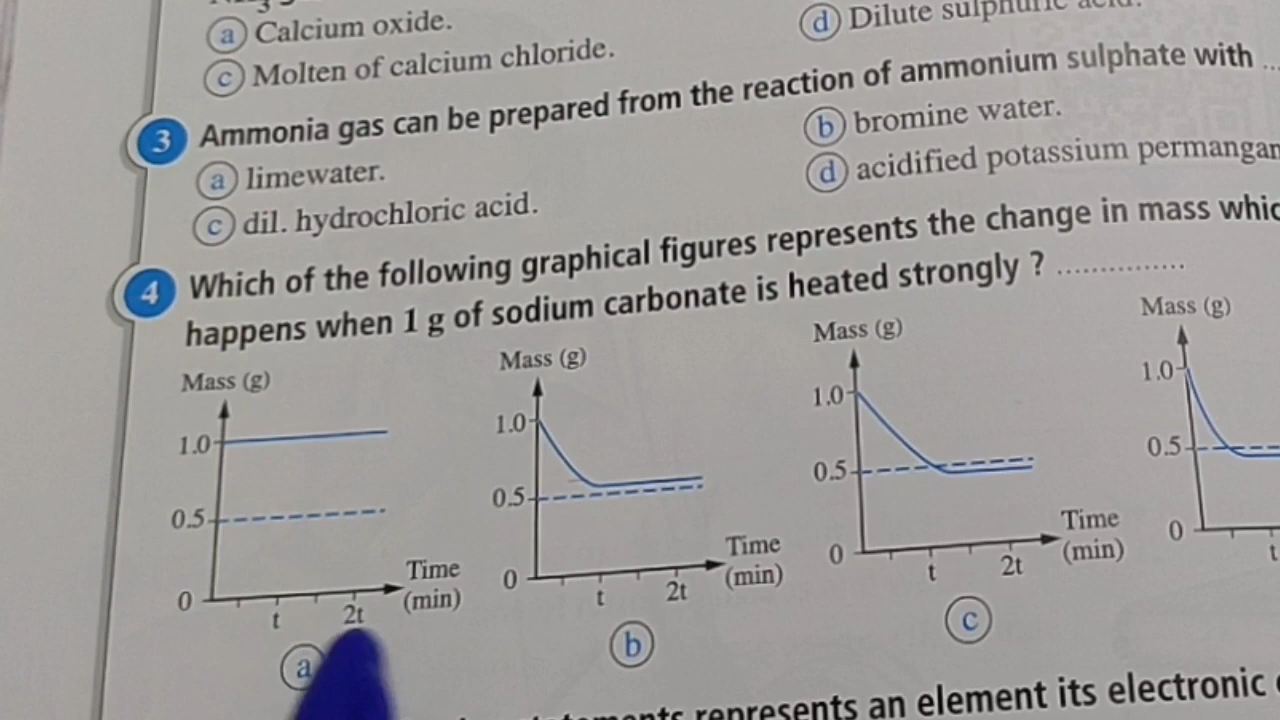 a Calcium oxide.
d Dilute sulphuric acid.
c Molten of calcium chloride.
3 Ammonia gas can be prepared from the reaction of ammonium sulphate with ...
a limewater.
b bromine water.
c dil. hydrochloric acid.
d acidified potassium permangan
4 Which of the following graphical figures represents the change in mass whic
happens when 1 g of sodium carbonate is heated strongly ? ...............
Mass (g)
1.0
0.5
0
t
2t
Time
(min)
a
Mass (g)
1.0
0.5
0
t
2t
Time
(min)
b
Mass (g)
1.0
0.5
0
t
2t
Time
(min)
c
Mass (g)
1.0
0.5
0
t
represents an element its electronic